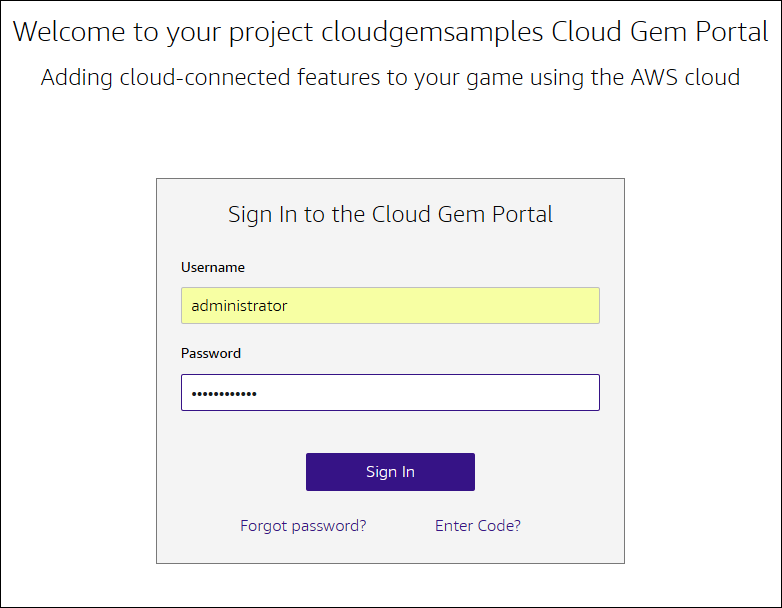 Welcome to your project cloudgemsamples Cloud Gem Portal
Adding cloud-connected features to your game using the AWS cloud
Sign In to the Cloud Gem Portal
Username
administrator
Password
••••••••••••
Sign In
Forgot password? Enter Code?